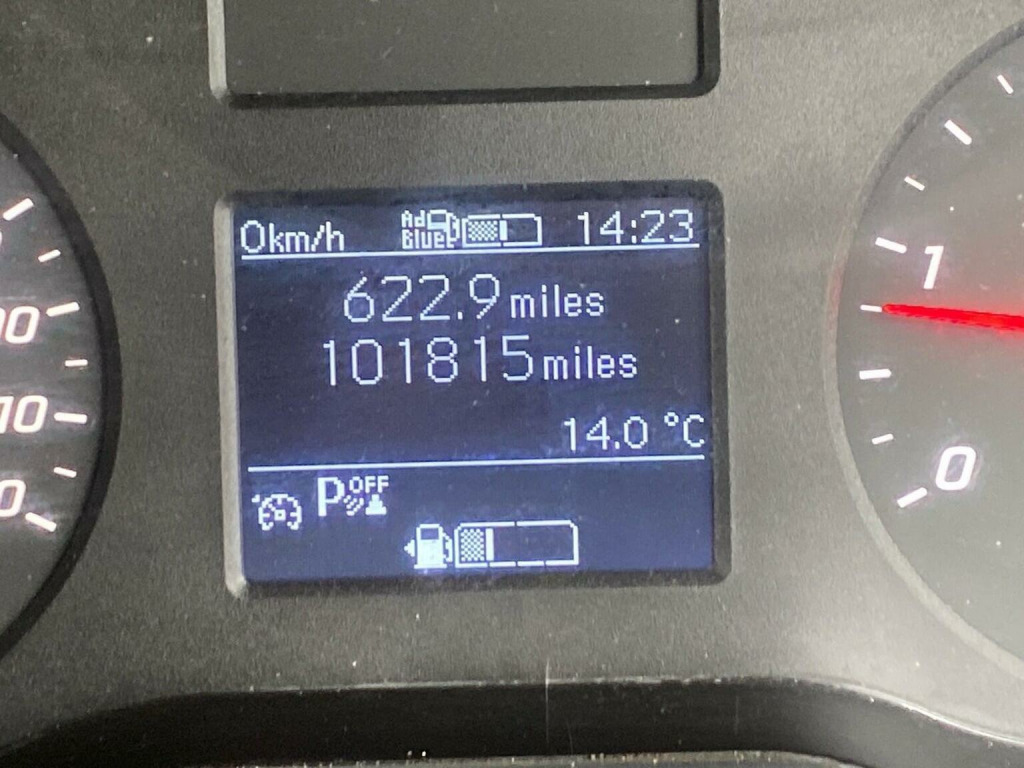 0km/h AdBlue 14:23
622.9 miles
101815 miles
14.0 °C
P OFF
1
0